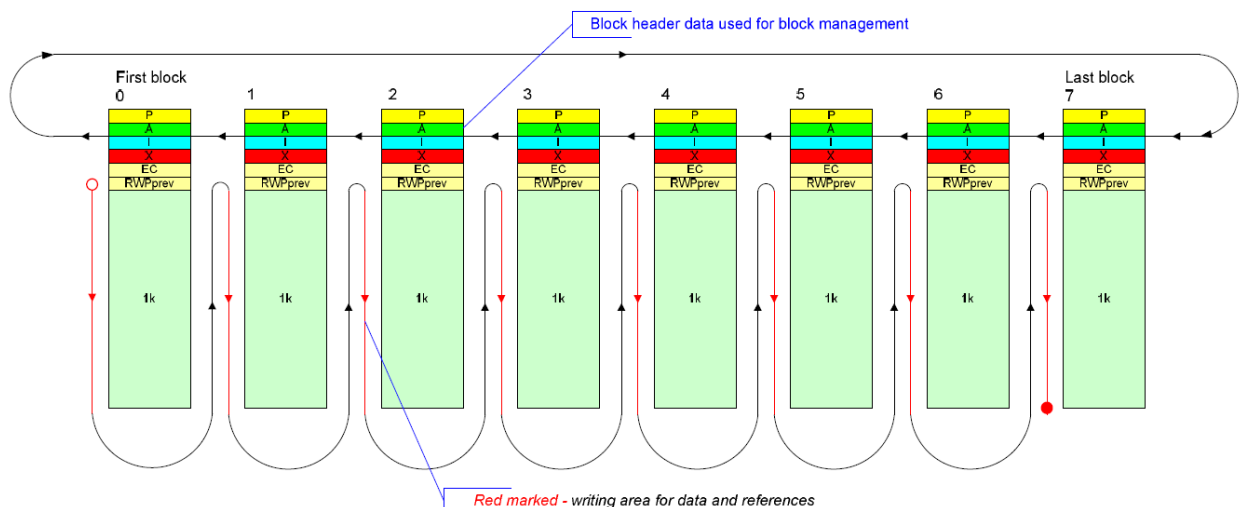 Block header data used for block management
First block
Last block
0 1 2 3 4 5 6 7
P P P P P P P P
A A A A A A A A
I I I I I I I I
X X X X X X X X
EC EC EC EC EC EC EC EC
RWPprev RWPprev RWPprev RWPprev RWPprev RWPprev RWPprev RWPprev
1k 1k 1k 1k 1k 1k 1k 1k
Red marked - writing area for data and references